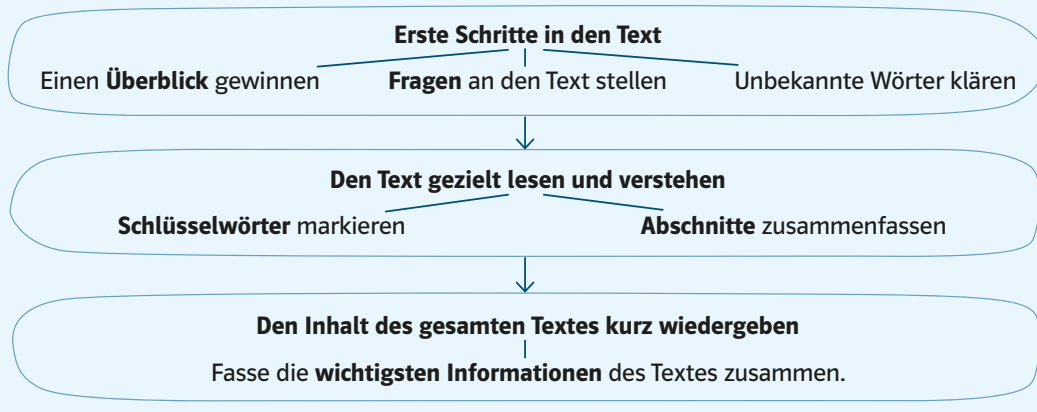 Erste Schritte in den Text
Einen Überblick gewinnen Fragen an den Text stellen Unbekannte Wörter klären
Den Text gezielt lesen und verstehen
Schlüsselwörter markieren Abschnitte zusammenfassen
Den Inhalt des gesamten Textes kurz wiedergeben
Fasse die wichtigsten Informationen des Textes zusammen.